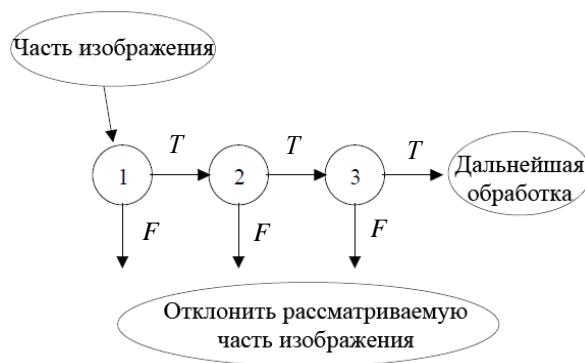 Часть изображения
T
T
T
1
2
3
Дальнейшая
обработка
F
F
F
Отклонить рассматриваемую
часть изображения